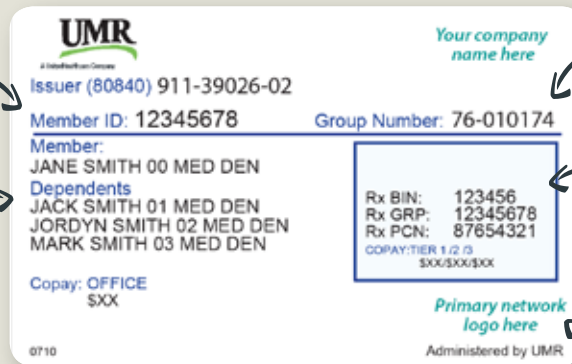 UMR
A UnitedHealthcare Company
Your company
name here
Issuer (80840) 911-39026-02
Member ID: 12345678
Group Number: 76-010174
Member:
JANE SMITH 00 MED DEN
Dependents
JACK SMITH 01 MED DEN
JORDYN SMITH 02 MED DEN
MARK SMITH 03 MED DEN
Rx BIN: 123456
Rx GRP: 12345678
Rx PCN: 87654321
COPAY:TIER 1 /2 /3
$XX/$XX/$XX
Copay: OFFICE
$XX
Primary network
logo here
0710
Administered by UMR